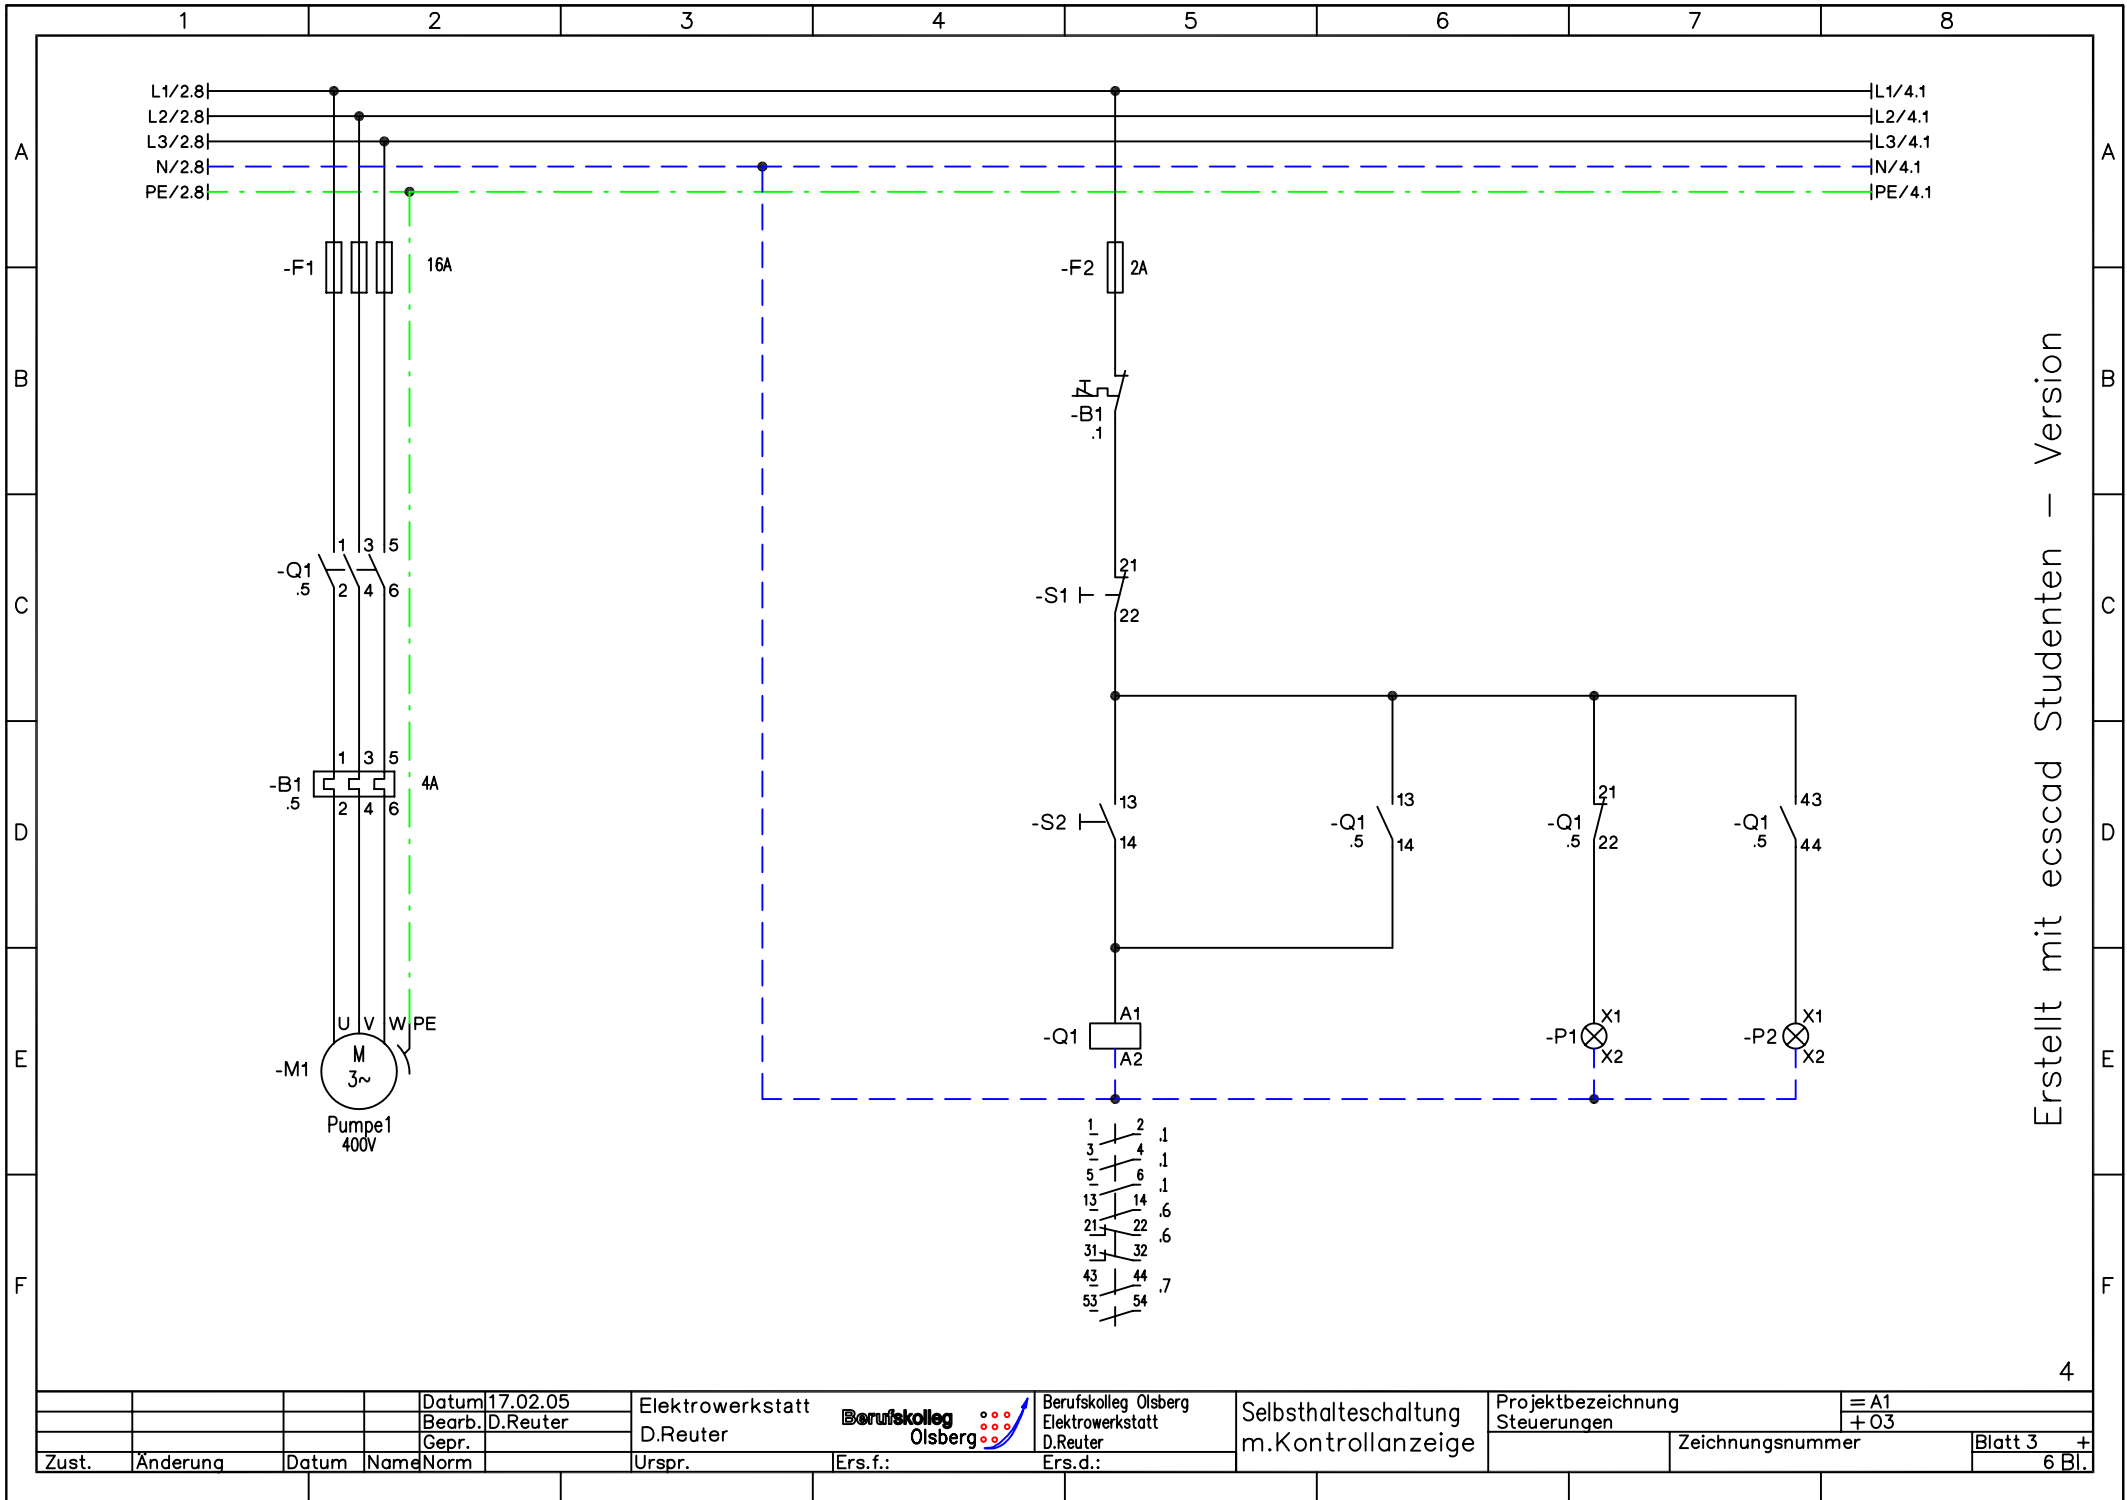 1 2 3 4 5 6 7 8
L1/2.8 L1/4.1
L2/2.8 L2/4.1
L3/2.8 L3/4.1
A A
N/2.8 N/4.1
PE/2.8 PE/4.1
-F1 16A -F2 2A
B B
-B1
.1
1 3 5
-Q1
.5 2 4 6
21
-S1
22
C C
1 3 5
-B1 4A
.5 2 4 6
13 13 21 43
-S2 -Q1 -Q1 -Q1
.5 .5 .5
14 14 22 44
D D
U V W PE
A1 X1 X1
-Q1 -P1 -P2
A2 X2 X2
M
3~
-M1
E E
Pumpe1
400V
1 2 .1
3 4 .1
5 6 .1
13 14 .6
21 22 .6
31 32
43 44 .7
53 54
F F
Erstellt mit ecscad Studenten - Version
4
Datum 17.02.05
Bearb. D.Reuter
Gepr.
Zust. Änderung Datum Name Norm
Elektrowerkstatt
D.Reuter
Urspr.
Berufskolleg
Olsberg
Ers.f.:
Berufskolleg Olsberg
Elektrowerkstatt
D.Reuter
Ers.d.:
Selbsthalteschaltung
m.Kontrollanzeige
Projektbezeichnung
Steuerungen
= A1
+ 03
Zeichnungsnummer
Blatt 3 +
6 Bl.